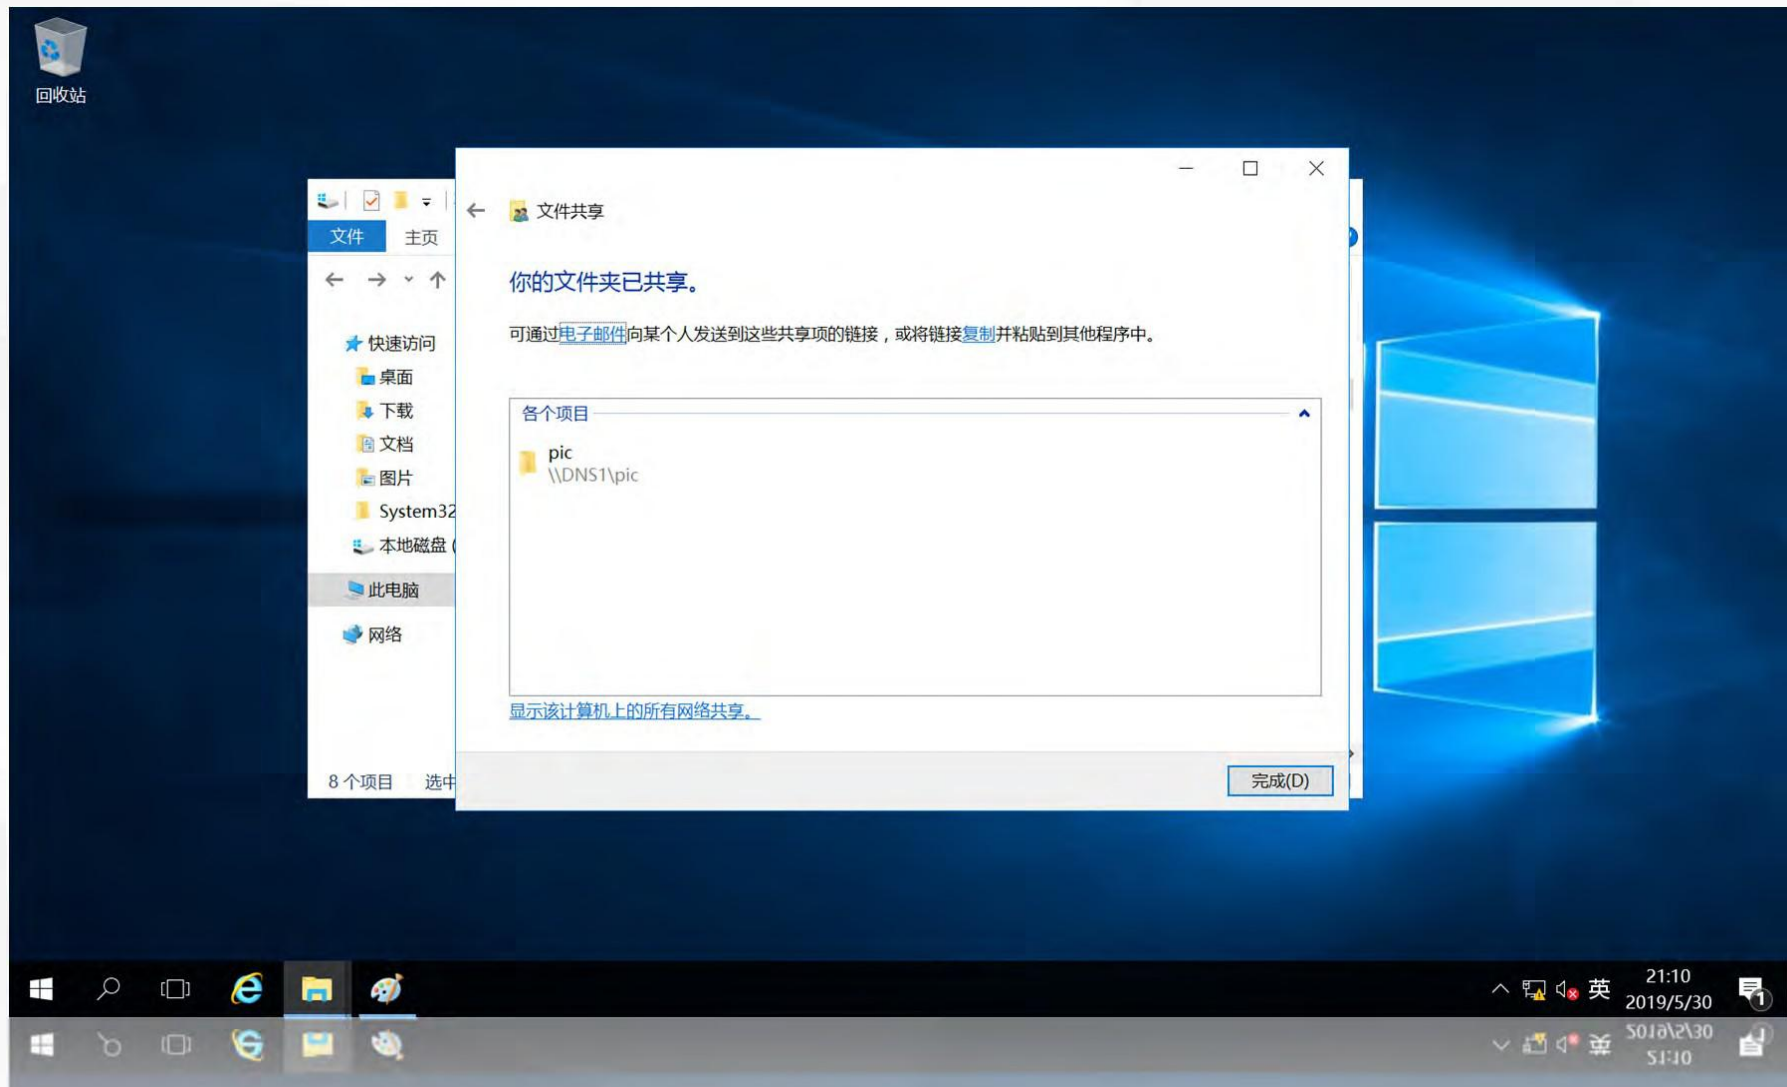 回收站
文件 主页
快速访问
桌面
下载
文档
图片
System32
本地磁盘 (
此电脑
网络
8 个项目 选中
文件共享
你的文件夹已共享。
可通过电子邮件向某个人发送到这些共享项的链接，或将链接复制并粘贴到其他程序中。
各个项目
pic
\\DNS1\pic
显示该计算机上的所有网络共享。
完成(D)
英
21:10
2019/5/30
1